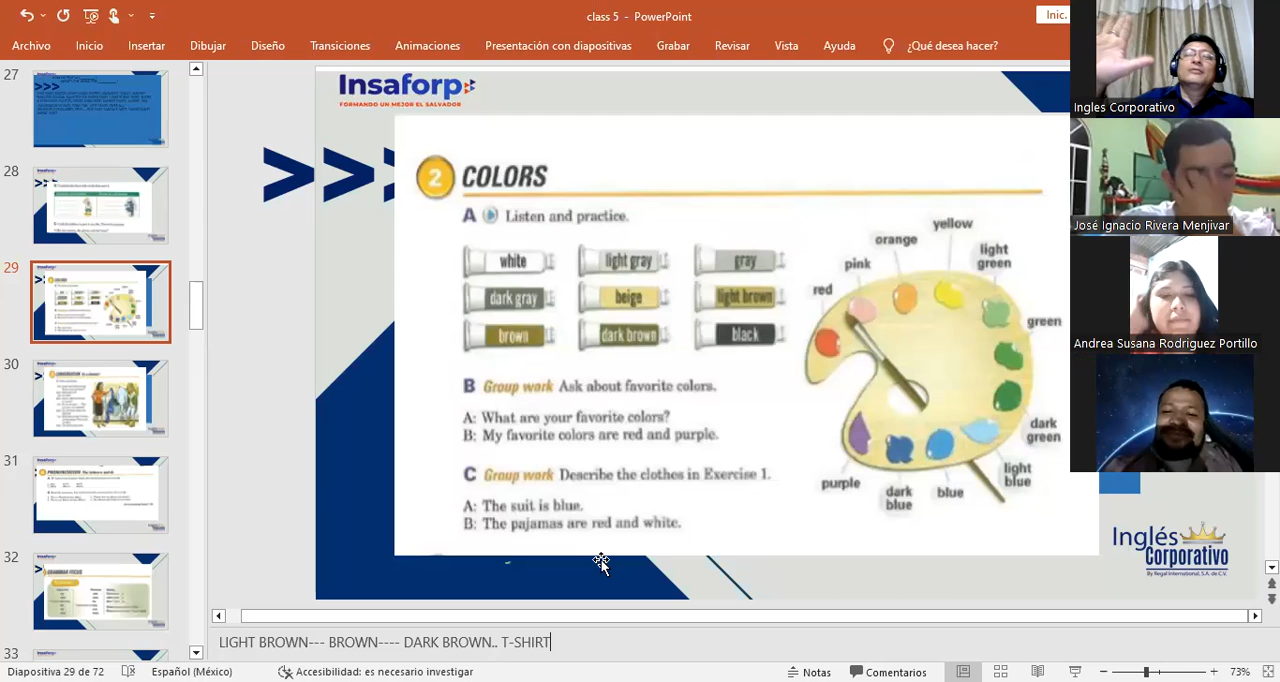 class 5 - PowerPoint
Inic.
Archivo Inicio Insertar Dibujar Diseño Transiciones Animaciones Presentación con diapositivas Grabar Revisar Vista Ayuda ¿Qué desea hacer?
27
28
29
30
31
32
33
Insaforp
FORMANDO UN MEJOR EL SALVADOR
>>>
2 COLORS
A Listen and practice.
white light gray gray
dark gray beige light brown
brown dark brown black
yellow
orange
light green
pink
red
green
dark green
light blue
blue
dark blue
purple
B Group work Ask about favorite colors.
A: What are your favorite colors?
B: My favorite colors are red and purple.
C Group work Describe the clothes in Exercise 1.
A: The suit is blue.
B: The pajamas are red and white.
Inglés
Corporativo
By Regal International, S.A. de C.V.
Ingles Corporativo
José Ignacio Rivera Menjivar
Andrea Susana Rodriguez Portillo
LIGHT BROWN--- BROWN---- DARK BROWN.. T-SHIRT
Diapositiva 29 de 72 Español (México) Accesibilidad: es necesario investigar Notas Comentarios 73%